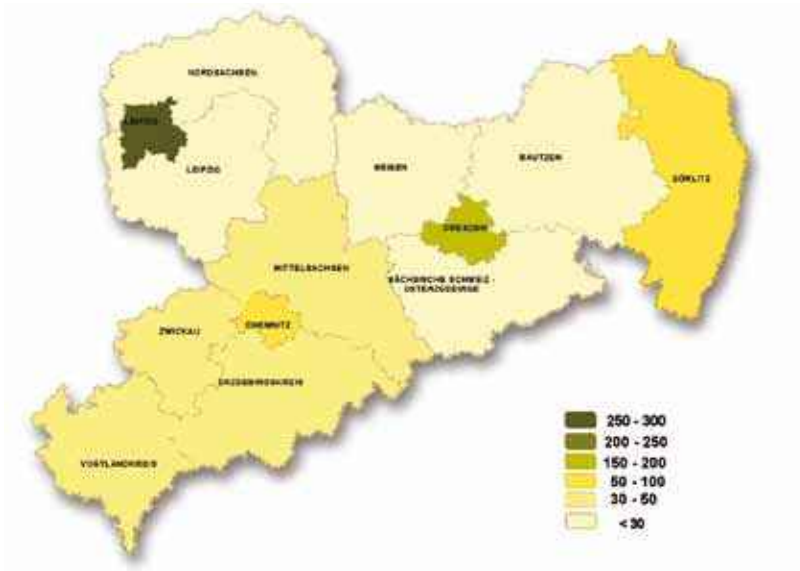 NORDSACHSEN
LEIPZIG
LEIPZIG
MEIßEN
BAUTZEN
GÖRLITZ
DRESDEN
MITTELSACHSEN
SÄCHSISCHE SCHWEIZ -
OSTERZGEBIRGE
CHEMNITZ
ZWICKAU
ERZGEBIRGSKREIS
VOGTLANDKREIS
250 - 300
200 - 250
150 - 200
50 - 100
30 - 50
< 30